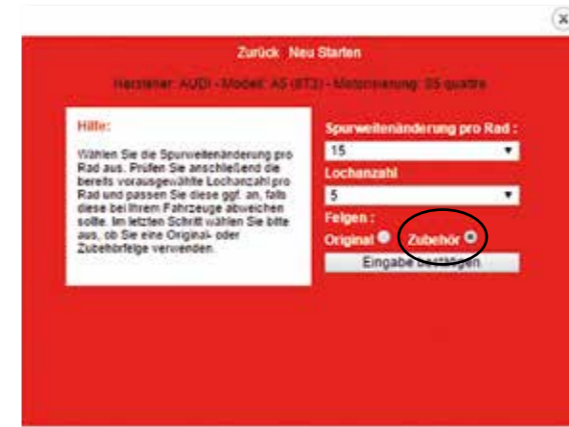 x
Zurück Neu Starten
Hersteller: AUDI - Modell: A5 (8T3) - Motorisierung: S5 quattro
Hilfe:
Wählen Sie die Spurweitenänderung pro
Rad aus. Prüfen Sie anschließend die
bereits vorausgewählte Lochanzahl pro
Rad und passen Sie diese ggf. an, falls
diese bei Ihrem Fahrzeuge abweichen
sollte. Im letzten Schritt wählen Sie bitte
aus, ob Sie eine Original- oder
Zubehörfelge verwenden.
Spurweitenänderung pro Rad :
15
Lochanzahl
5
Felgen :
Original Zubehör
Eingabe bestätigen